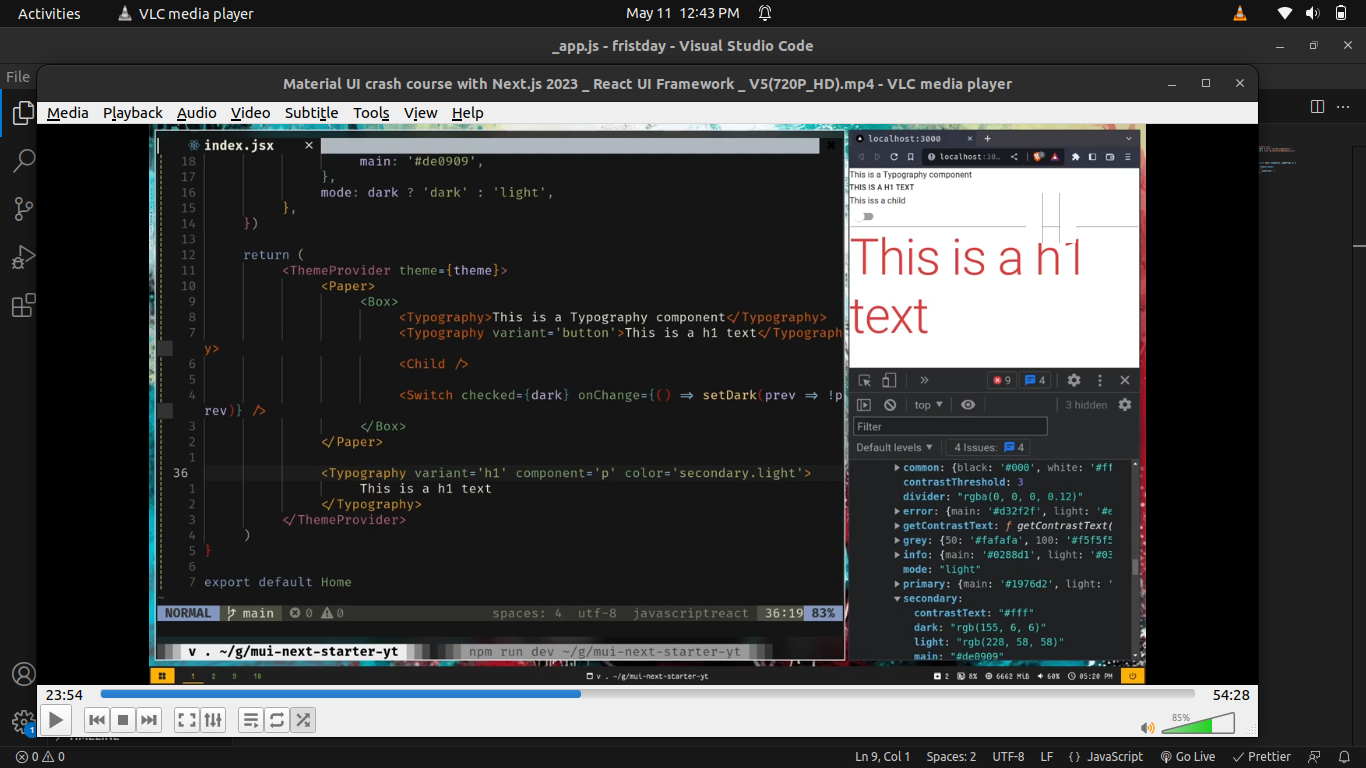 Activities VLC media player May 11 12:43 PM
_app.js - fristday - Visual Studio Code
File
Material UI crash course with Next.js 2023 _ React UI Framework _ V5(720P_HD).mp4 - VLC media player
Media Playback Audio Video Subtitle Tools View Help
index.jsx ×
18 main: '#de0909',
17 },
16 mode: dark ? 'dark' : 'light',
15 },
14 })
13
12 return (
11 <ThemeProvider theme={theme}>
10 <Paper>
9 <Box>
8 <Typography>This is a Typography component</Typography>
7 <Typography variant='button'>This is a h1 text</Typograph
y>
6 <Child />
5
4 <Switch checked={dark} onChange={() => setDark(prev => !p
rev)} />
3 </Box>
2 </Paper>
1
36 <Typography variant='h1' component='p' color='secondary.light'>
1 This is a h1 text
2 </Typography>
3 </ThemeProvider>
4 )
5 }
6
7 export default Home
~
NORMAL main 0 0 spaces: 4 utf-8 javascriptreact 36:19 83%
v . ~/g/mui-next-starter-yt npm run dev ~/g/mui-next-starter-yt
localhost:3000 × +
localhost:30…
This is a Typography component
THIS IS A H1 TEXT
This iss a child
This is a h1
text
9 4
top 3 hidden
Filter
Default levels 4 Issues: 4
common: {black: '#000', white: '#ff
contrastThreshold: 3
divider: "rgba(0, 0, 0, 0.12)"
error: {main: '#d32f2f', light: '#e
getContrastText: ƒ getContrastText(
grey: {50: '#fafafa', 100: '#f5f5f5
info: {main: '#0288d1', light: '#03
mode: "light"
primary: {main: '#1976d2', light: '
secondary:
contrastText: "#fff"
dark: "rgb(155, 6, 6)"
light: "rgb(228, 58, 58)"
main: "#de0909"
1 2 5 10 v . ~/g/mui-next-starter-yt 2 8% 6662 MiB 60% 05:20 PM
23:54 54:28
85%
1
TIMELINE
0 0 Ln 9, Col 1 Spaces: 2 UTF-8 LF {} JavaScript Go Live Prettier